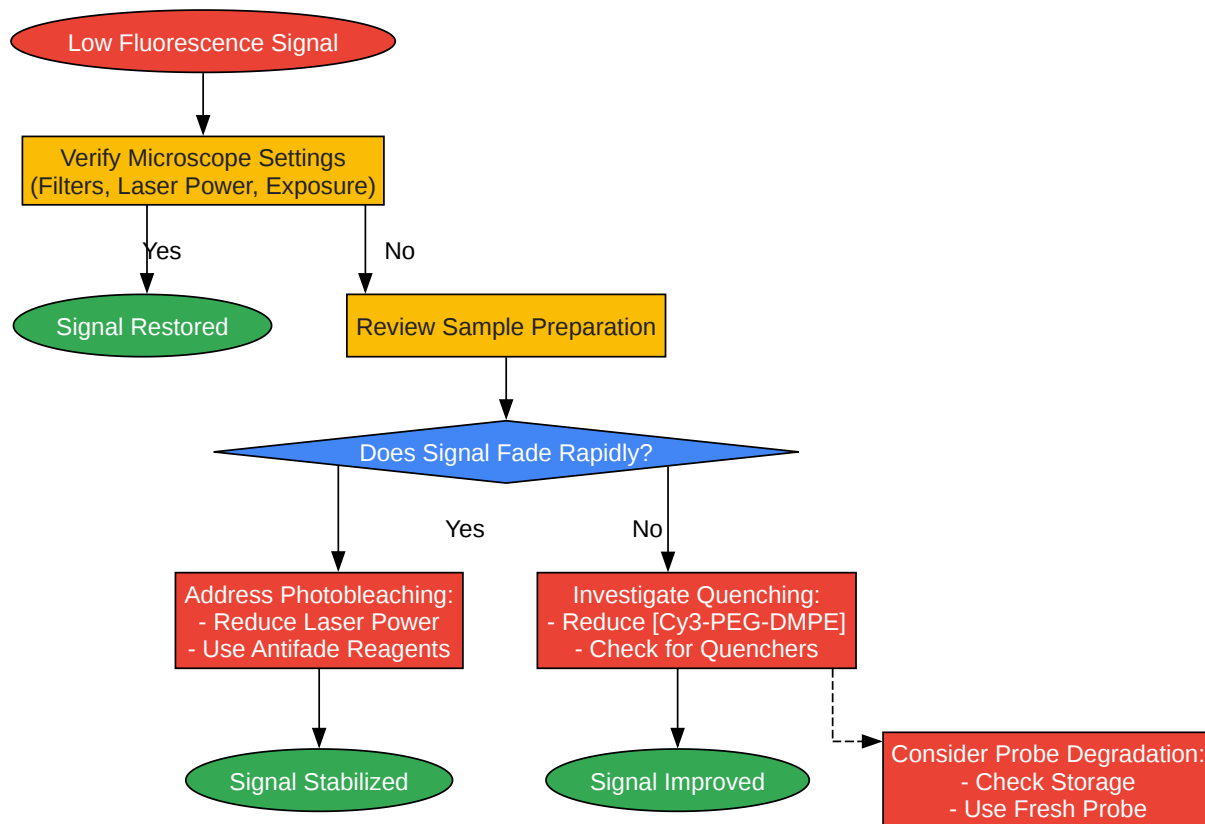 Low Fluorescence Signal
Verify Microscope Settings
(Filters, Laser Power, Exposure)
Yes
No
Signal Restored
Review Sample Preparation
Does Signal Fade Rapidly?
Yes
No
Address Photobleaching:
- Reduce Laser Power
- Use Antifade Reagents
Investigate Quenching:
- Reduce [Cy3-PEG-DMPE]
- Check for Quenchers
Signal Stabilized
Signal Improved
Consider Probe Degradation:
- Check Storage
- Use Fresh Probe